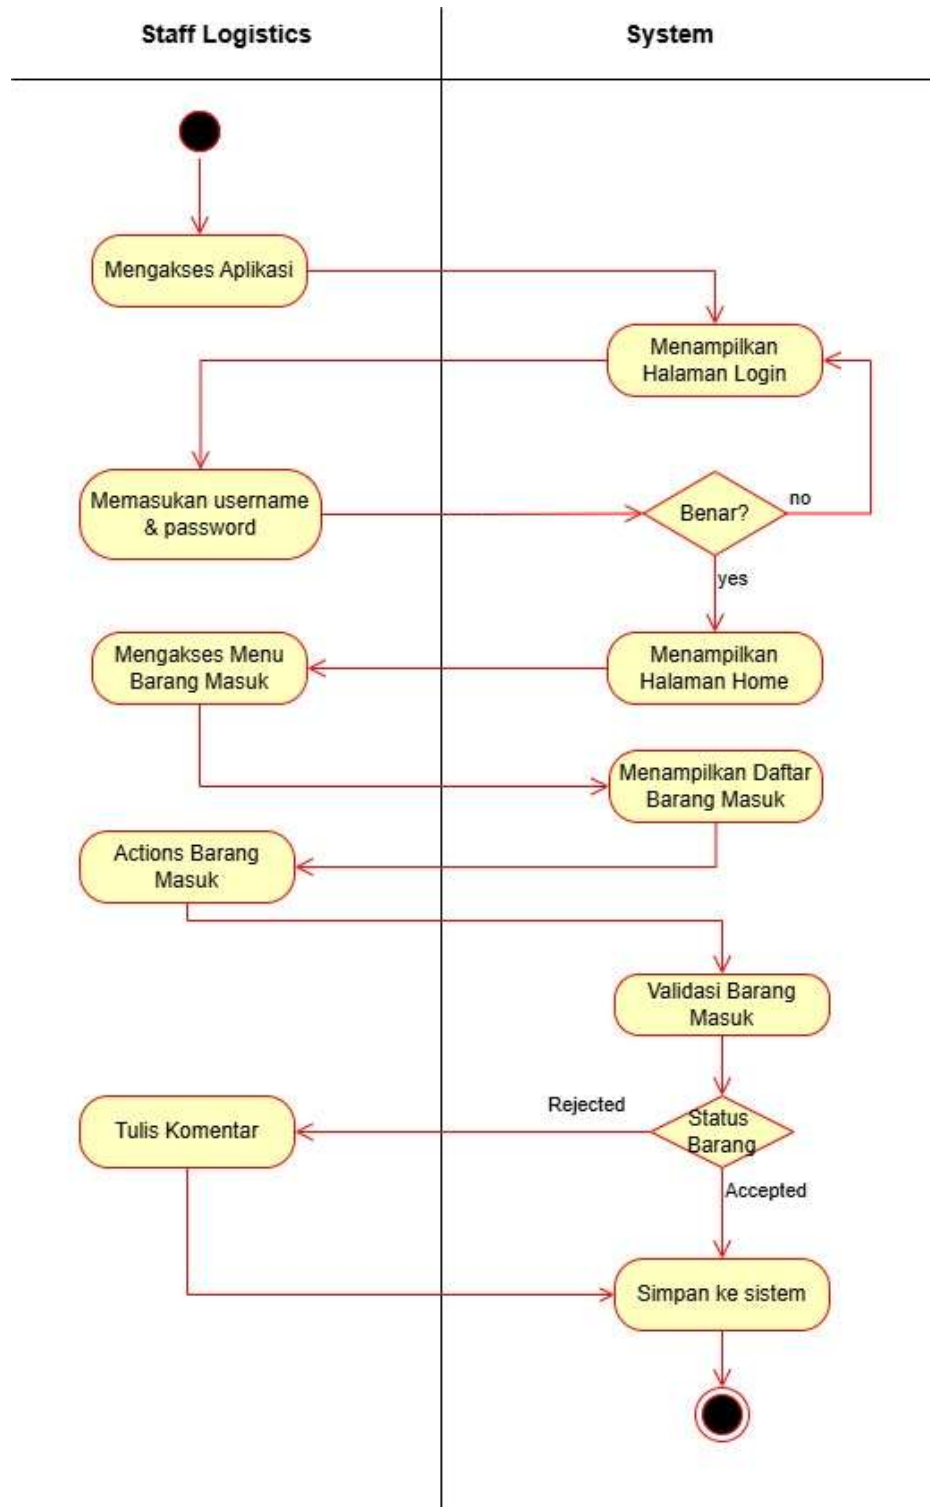 Staff Logistics
System
Mengakses Aplikasi
Menampilkan
Halaman Login
Memasukan username
& password
Benar?
no
yes
Mengakses Menu
Barang Masuk
Menampilkan
Halaman Home
Menampilkan Daftar
Barang Masuk
Actions Barang
Masuk
Validasi Barang
Masuk
Rejected
Status
Barang
Tulis Komentar
Accepted
Simpan ke sistem